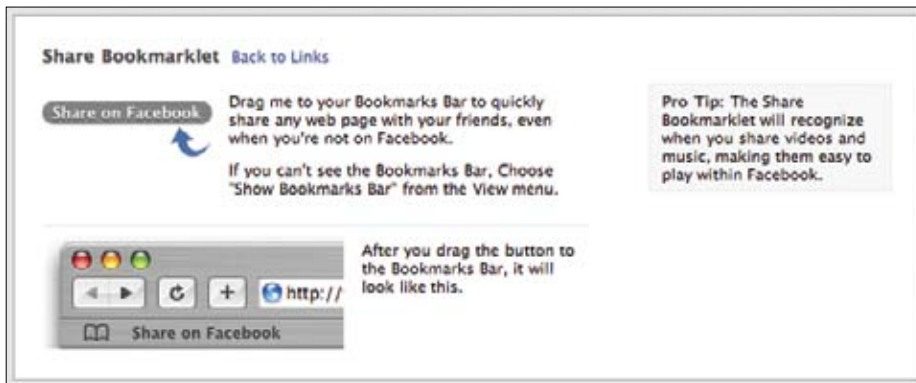 Share Bookmarklet Back to Links
Share on Facebook
Drag me to your Bookmarks Bar to quickly
share any web page with your friends, even
when you're not on Facebook.
If you can't see the Bookmarks Bar, Choose
"Show Bookmarks Bar" from the View menu.
Pro Tip: The Share
Bookmarklet will recognize
when you share videos and
music, making them easy to
play within Facebook.
After you drag the button to
the Bookmarks Bar, it will
look like this.
http://
Share on Facebook